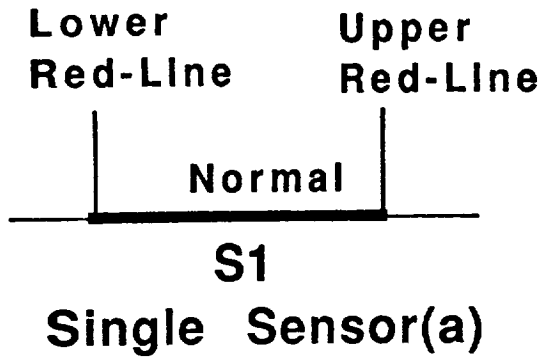 Lower Upper
Red-Line Red-Line
Normal
S1
Single Sensor(a)